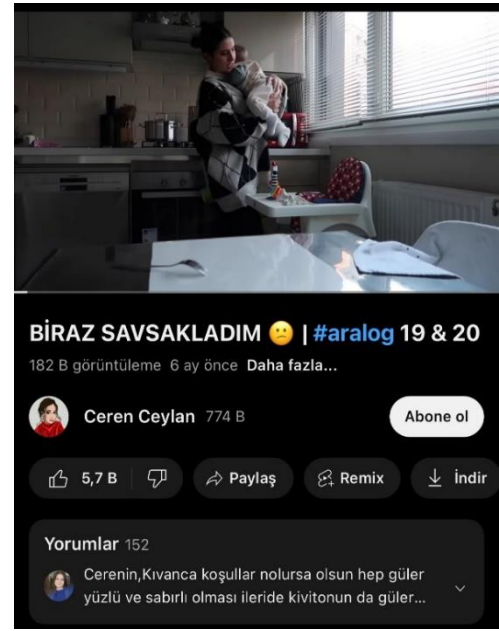 BİRAZ SAVSAKLADIM 😕 | #aralog 19 & 20
182 B görüntüleme 6 ay önce Daha fazla...
Ceren Ceylan 774 B
Abone ol
5,7 B
Paylaş
Remix
İndir
Yorumlar 152
Cerenin,Kıvanca koşullar nolursa olsun hep güler
yüzlü ve sabırlı olması ileride kivitonun da güler...